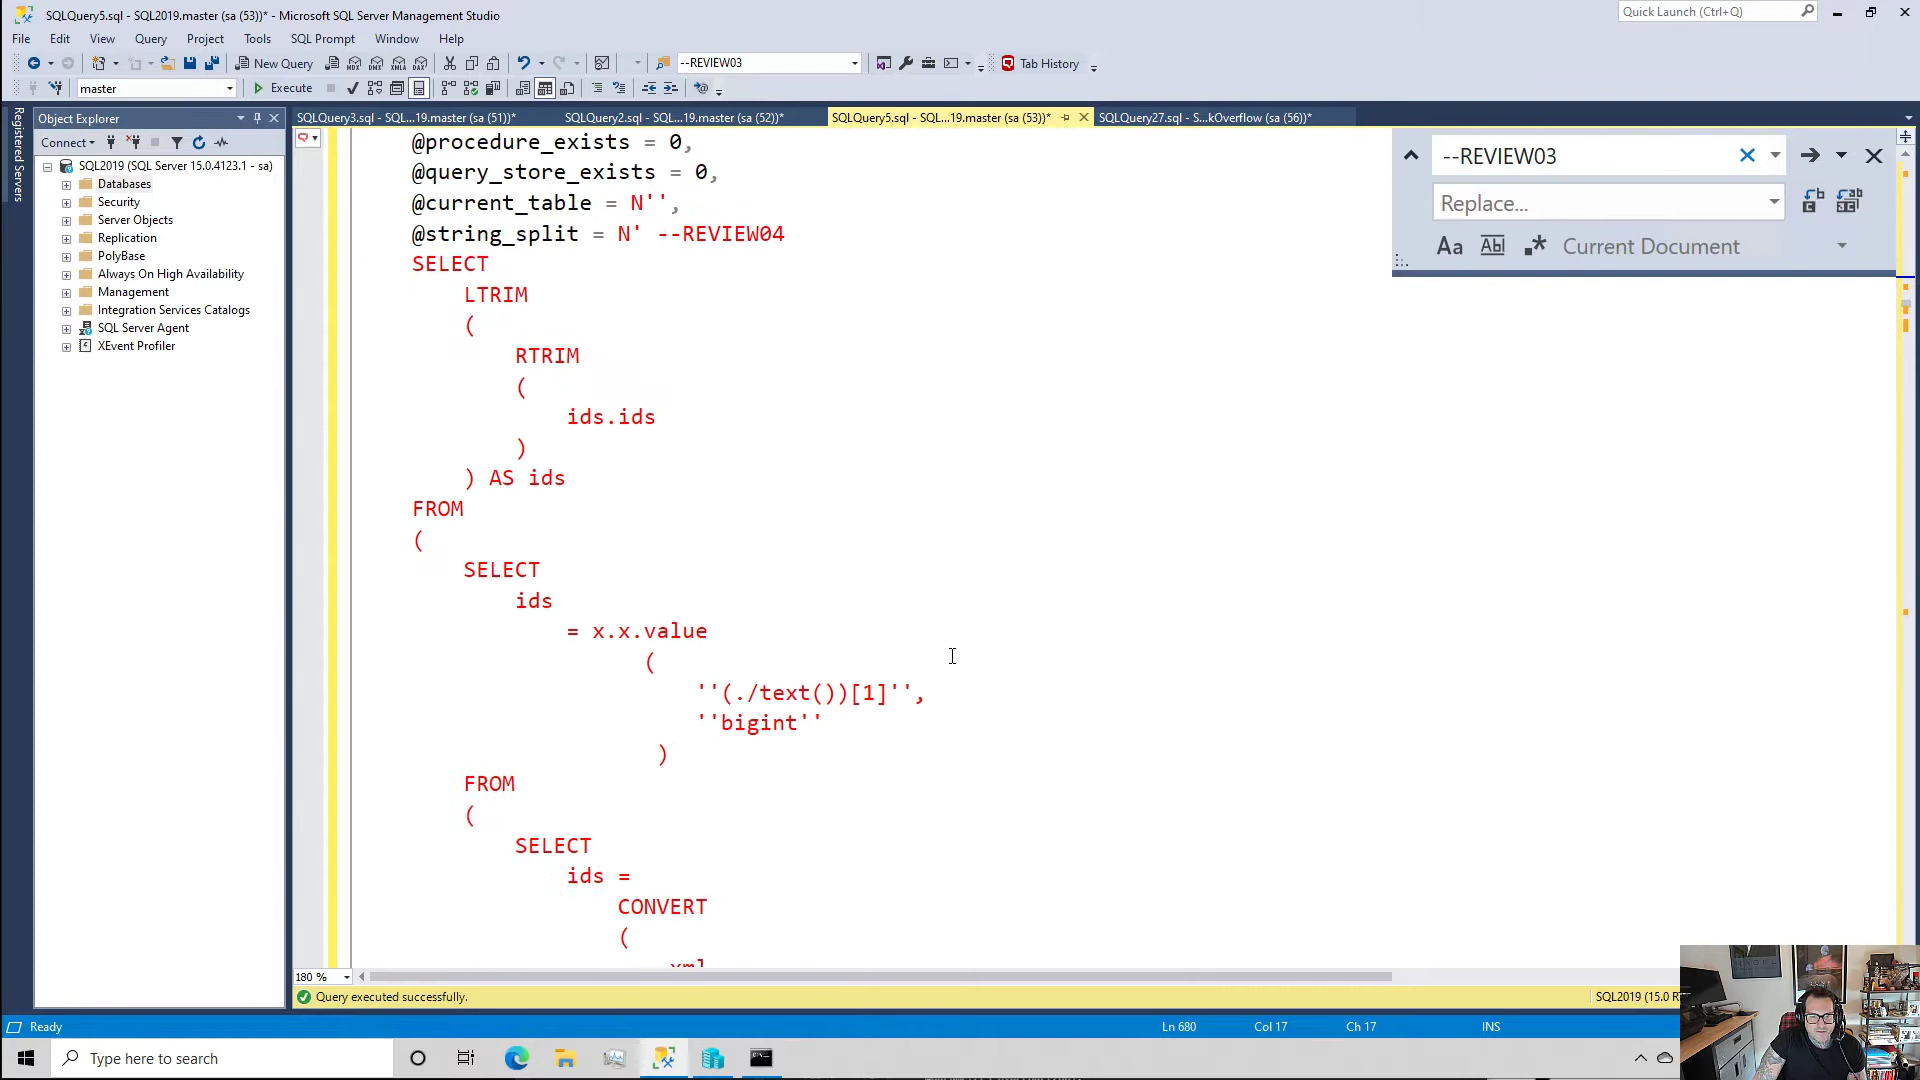 SQLQuery5.sql - SQL2019.master (sa (53))* - Microsoft SQL Server Management Studio
Quick Launch (Ctrl+Q)
File Edit View Query Project Tools SQL Prompt Window Help
New Query
--REVIEW03
Tab History
master
Execute
Registered Servers
Object Explorer
SQLQuery3.sql - SQL...19.master (sa (51))*
SQLQuery2.sql - SQL...19.master (sa (52))*
SQLQuery5.sql - SQL...19.master (sa (53))*
SQLQuery27.sql - S...kOverflow (sa (56))*
Connect
SQL2019 (SQL Server 15.0.4123.1 - sa)
Databases
Security
Server Objects
Replication
PolyBase
Always On High Availability
Management
Integration Services Catalogs
SQL Server Agent
XEvent Profiler
--REVIEW03
Replace...
Aa Abl Current Document
@procedure_exists = 0,
@query_store_exists = 0,
@current_table = N'',
@string_split = N' --REVIEW04
SELECT
LTRIM
(
RTRIM
(
ids.ids
)
) AS ids
FROM
(
SELECT
ids
= x.x.value
(
''(./text())[1]'',
''bigint''
)
FROM
(
SELECT
ids =
CONVERT
(
xml
180 %
Query executed successfully.
SQL2019 (15.0 R
Ready
Ln 680
Col 17
Ch 17
INS
Type here to search